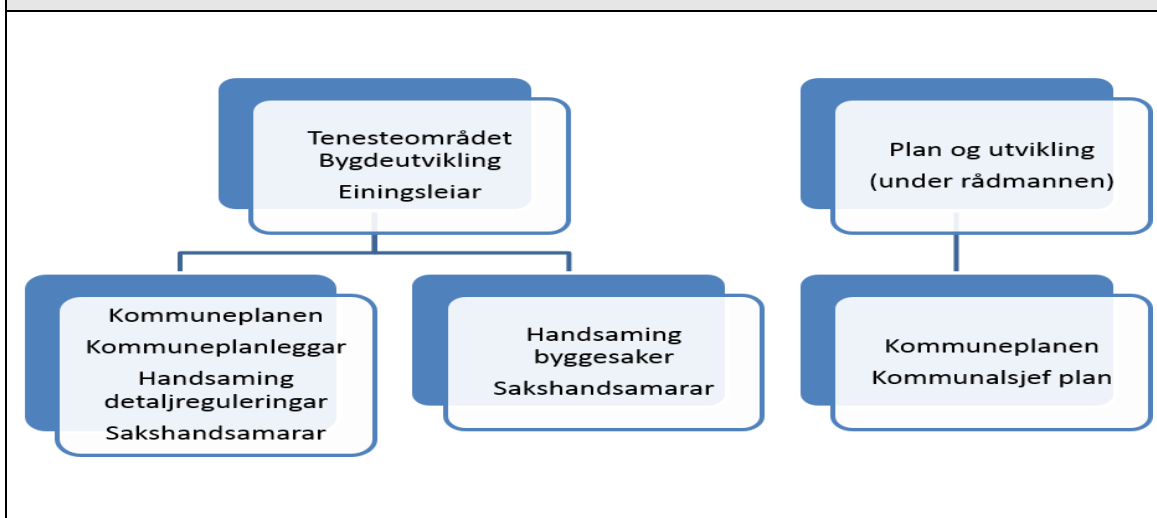 Tenesteområdet
Bygdeutvikling
Einingsleiar
Plan og utvikling
(under rådmannen)
Kommuneplanen
Kommuneplanleggar
Handsaming
detaljreguleringar
Sakshandsamarar
Handsaming
byggesaker
Sakshandsamarar
Kommuneplanen
Kommunalsjef plan